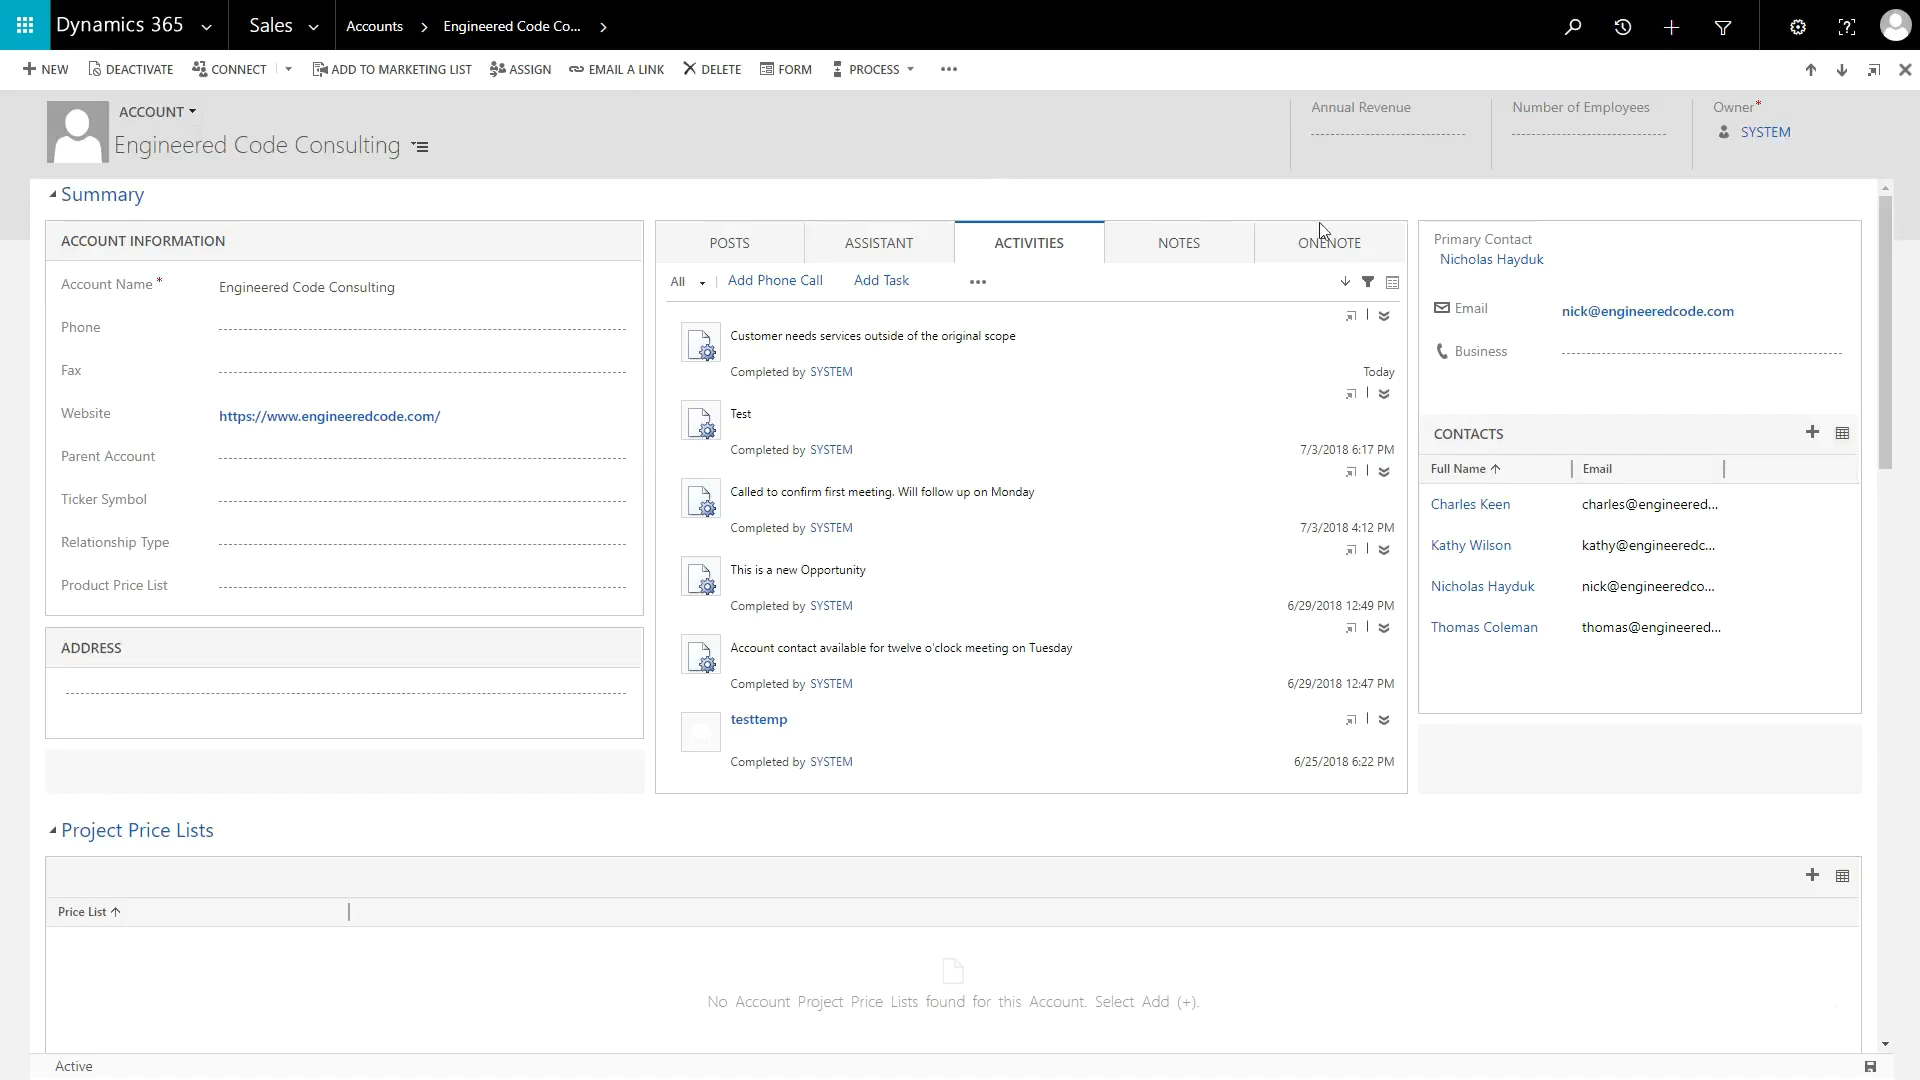 Dynamics 365
Sales
Accounts
Engineered Code Co...
NEW
DEACTIVATE
CONNECT
ADD TO MARKETING LIST
ASSIGN
EMAIL A LINK
DELETE
FORM
PROCESS
•••
ACCOUNT
Engineered Code Consulting
Annual Revenue
Number of Employees
Owner*
SYSTEM
Summary
ACCOUNT INFORMATION
Account Name *
Engineered Code Consulting
Phone
Fax
Website
https://www.engineeredcode.com/
Parent Account
Ticker Symbol
Relationship Type
Product Price List
ADDRESS
POSTS
ASSISTANT
ACTIVITIES
NOTES
ONENOTE
All
Add Phone Call
Add Task
•••
Customer needs services outside of the original scope
Completed by SYSTEM
Today
Test
Completed by SYSTEM
7/3/2018 6:17 PM
Called to confirm first meeting. Will follow up on Monday
Completed by SYSTEM
7/3/2018 4:12 PM
This is a new Opportunity
Completed by SYSTEM
6/29/2018 12:49 PM
Account contact available for twelve o'clock meeting on Tuesday
Completed by SYSTEM
6/29/2018 12:47 PM
testtemp
Completed by SYSTEM
6/25/2018 6:22 PM
Primary Contact
Nicholas Hayduk
Email
nick@engineeredcode.com
Business
CONTACTS
Full Name
Email
Charles Keen
charles@engineered...
Kathy Wilson
kathy@engineeredc...
Nicholas Hayduk
nick@engineeredco...
Thomas Coleman
thomas@engineered...
Project Price Lists
Price List
No Account Project Price Lists found for this Account. Select Add (+).
Active